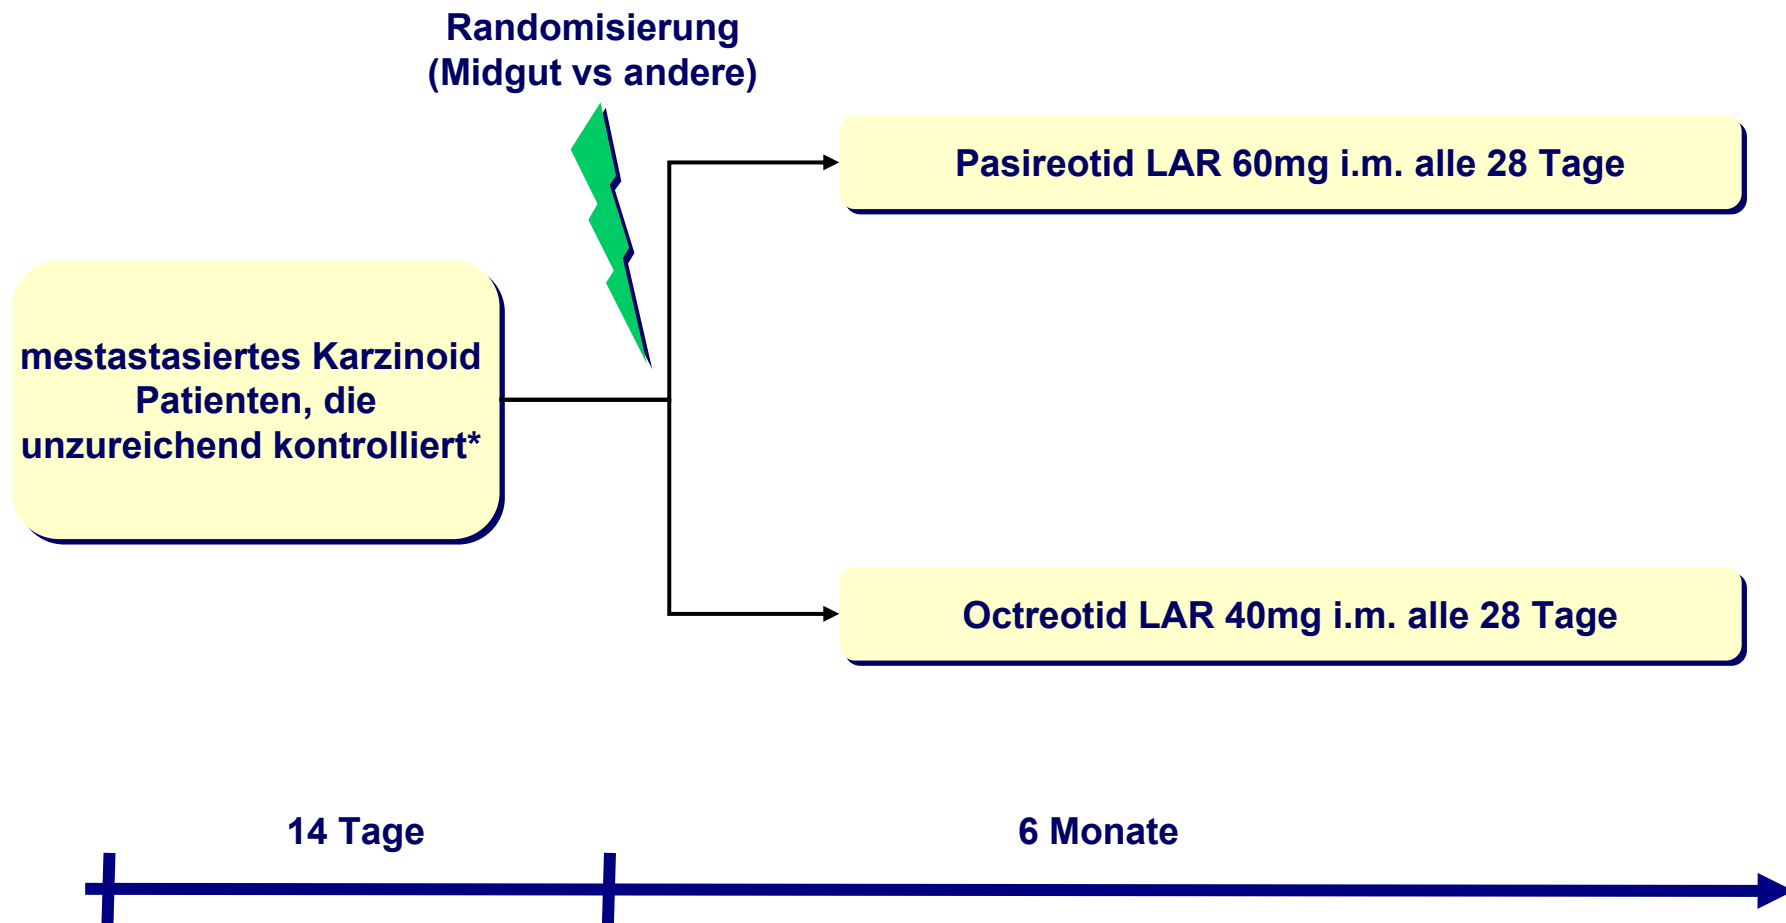 Randomisierung
(Midgut vs andere)
Pasireotid LAR 60mg i.m. alle 28 Tage
mestastasiertes Karzinoid
Patienten, die
unzureichend kontrolliert*
Octreotid LAR 40mg i.m. alle 28 Tage
14 Tage
6 Monate